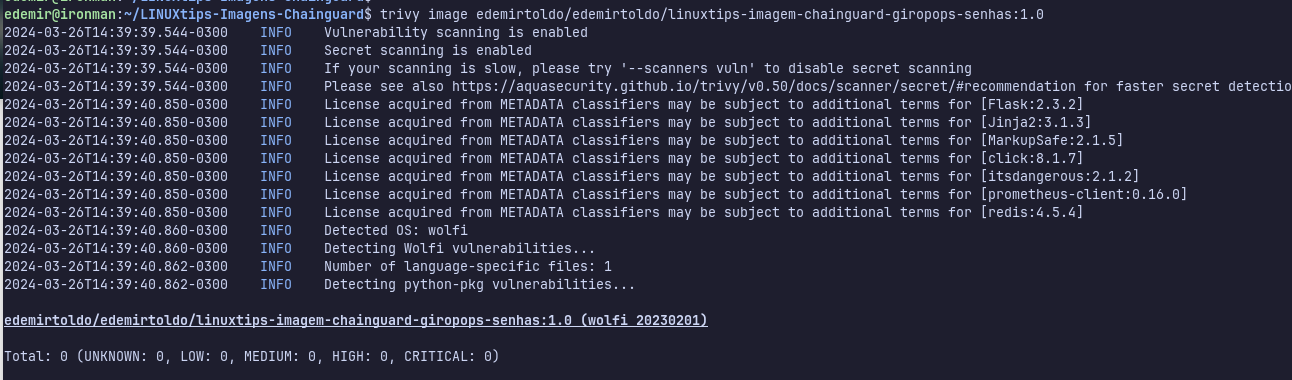 edemir@ironman:~/LINUXtips-Imagens-Chainguard$
edemir@ironman:~/LINUXtips-Imagens-Chainguard$ trivy image edemirtoldo/edemirtoldo/linuxtips-imagem-chainguard-giropops-senhas:1.0
2024-03-26T14:39:39.544-0300 INFO Vulnerability scanning is enabled
2024-03-26T14:39:39.544-0300 INFO Secret scanning is enabled
2024-03-26T14:39:39.544-0300 INFO If your scanning is slow, please try '--scanners vuln' to disable secret scanning
2024-03-26T14:39:39.544-0300 INFO Please see also https://aquasecurity.github.io/trivy/v0.50/docs/scanner/secret/#recommendation for faster secret detectio
2024-03-26T14:39:40.850-0300 INFO License acquired from METADATA classifiers may be subject to additional terms for [Flask:2.3.2]
2024-03-26T14:39:40.850-0300 INFO License acquired from METADATA classifiers may be subject to additional terms for [Jinja2:3.1.3]
2024-03-26T14:39:40.850-0300 INFO License acquired from METADATA classifiers may be subject to additional terms for [MarkupSafe:2.1.5]
2024-03-26T14:39:40.850-0300 INFO License acquired from METADATA classifiers may be subject to additional terms for [click:8.1.7]
2024-03-26T14:39:40.850-0300 INFO License acquired from METADATA classifiers may be subject to additional terms for [itsdangerous:2.1.2]
2024-03-26T14:39:40.850-0300 INFO License acquired from METADATA classifiers may be subject to additional terms for [prometheus-client:0.16.0]
2024-03-26T14:39:40.850-0300 INFO License acquired from METADATA classifiers may be subject to additional terms for [redis:4.5.4]
2024-03-26T14:39:40.860-0300 INFO Detected OS: wolfi
2024-03-26T14:39:40.860-0300 INFO Detecting Wolfi vulnerabilities...
2024-03-26T14:39:40.862-0300 INFO Number of language-specific files: 1
2024-03-26T14:39:40.862-0300 INFO Detecting python-pkg vulnerabilities...
edemirtoldo/edemirtoldo/linuxtips-imagem-chainguard-giropops-senhas:1.0 (wolfi 20230201)
Total: 0 (UNKNOWN: 0, LOW: 0, MEDIUM: 0, HIGH: 0, CRITICAL: 0)